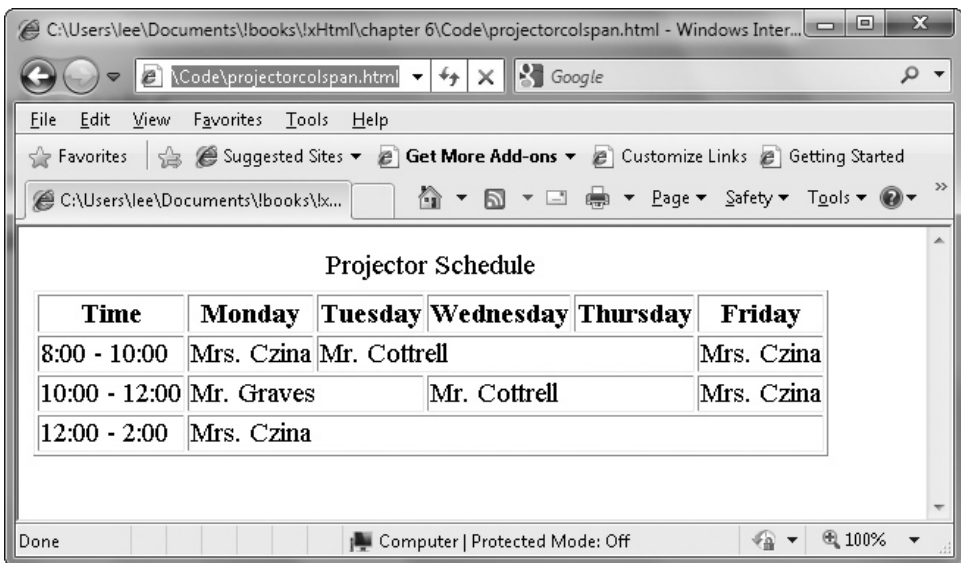 C:\Users\lee\Documents\!books\!xHtml\chapter 6\Code\projectorcolspan.html - Windows Inter...
\Code\projectorcolspan.html Google
File Edit View Favorites Tools Help
Favorites Suggested Sites Get More Add-ons Customize Links Getting Started
C:\Users\lee\Documents\!books\!x... Page Safety Tools »
Projector Schedule
Time Monday Tuesday Wednesday Thursday Friday
8:00 - 10:00 Mrs. Czina Mr. Cottrell Mrs. Czina
10:00 - 12:00 Mr. Graves Mr. Cottrell Mrs. Czina
12:00 - 2:00 Mrs. Czina
Done Computer | Protected Mode: Off 100%